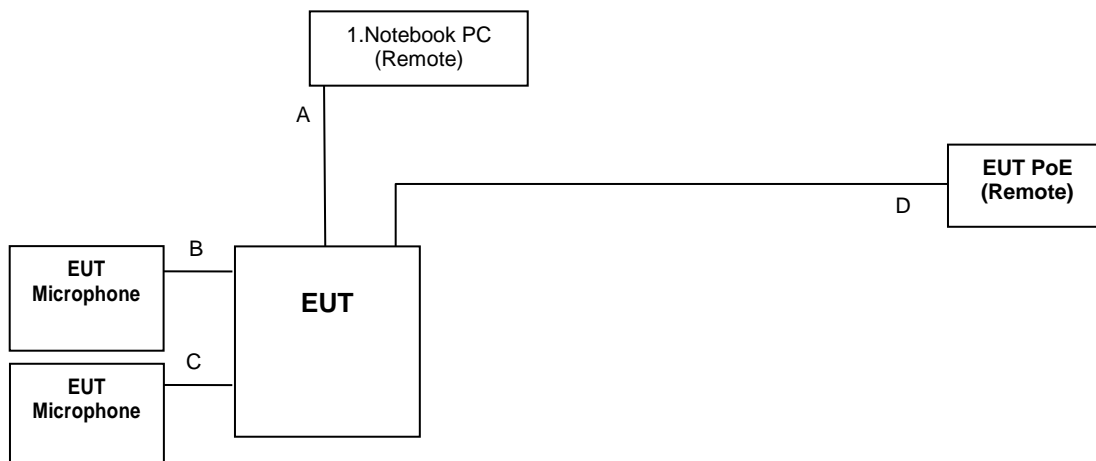 1.Notebook PC
(Remote)
A
EUT PoE
(Remote)
D
B
EUT
Microphone
EUT
C
EUT
Microphone